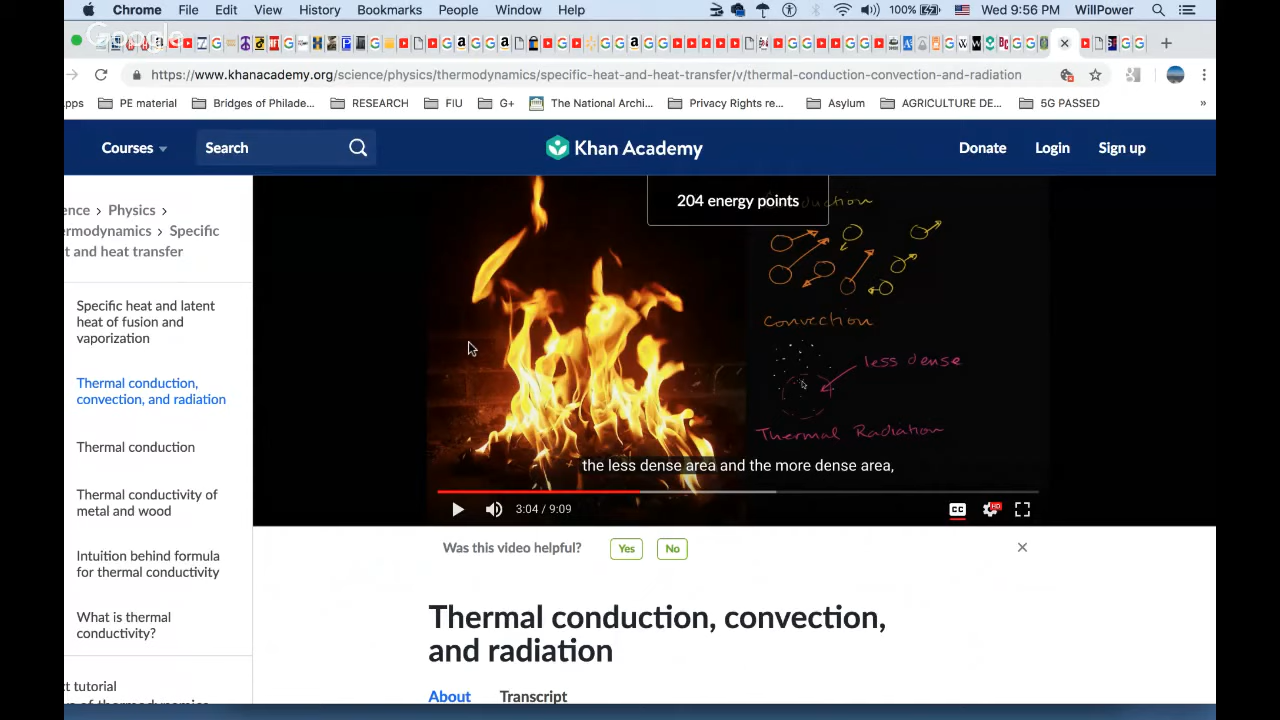 Chrome File Edit View History Bookmarks People Window Help 100% Wed 9:56 PM WillPower
Google
https://www.khanacademy.org/science/physics/thermodynamics/specific-heat-and-heat-transfer/v/thermal-conduction-convection-and-radiation
pps PE material Bridges of Philade... RESEARCH FIU G+ The National Archi... Privacy Rights re... Asylum AGRICULTURE DE... 5G PASSED »
Courses Search Khan Academy Donate Login Sign up
ence > Physics >
ermodynamics > Specific
t and heat transfer
Specific heat and latent
heat of fusion and
vaporization
Thermal conduction,
convection, and radiation
Thermal conduction
Thermal conductivity of
metal and wood
Intuition behind formula
for thermal conductivity
What is thermal
conductivity?
t tutorial
204 energy points
duction
Convection
less dense
Thermal Radiation
the less dense area and the more dense area,
3:04 / 9:09
CC
HD
Was this video helpful? Yes No
Thermal conduction, convection,
and radiation
About Transcript